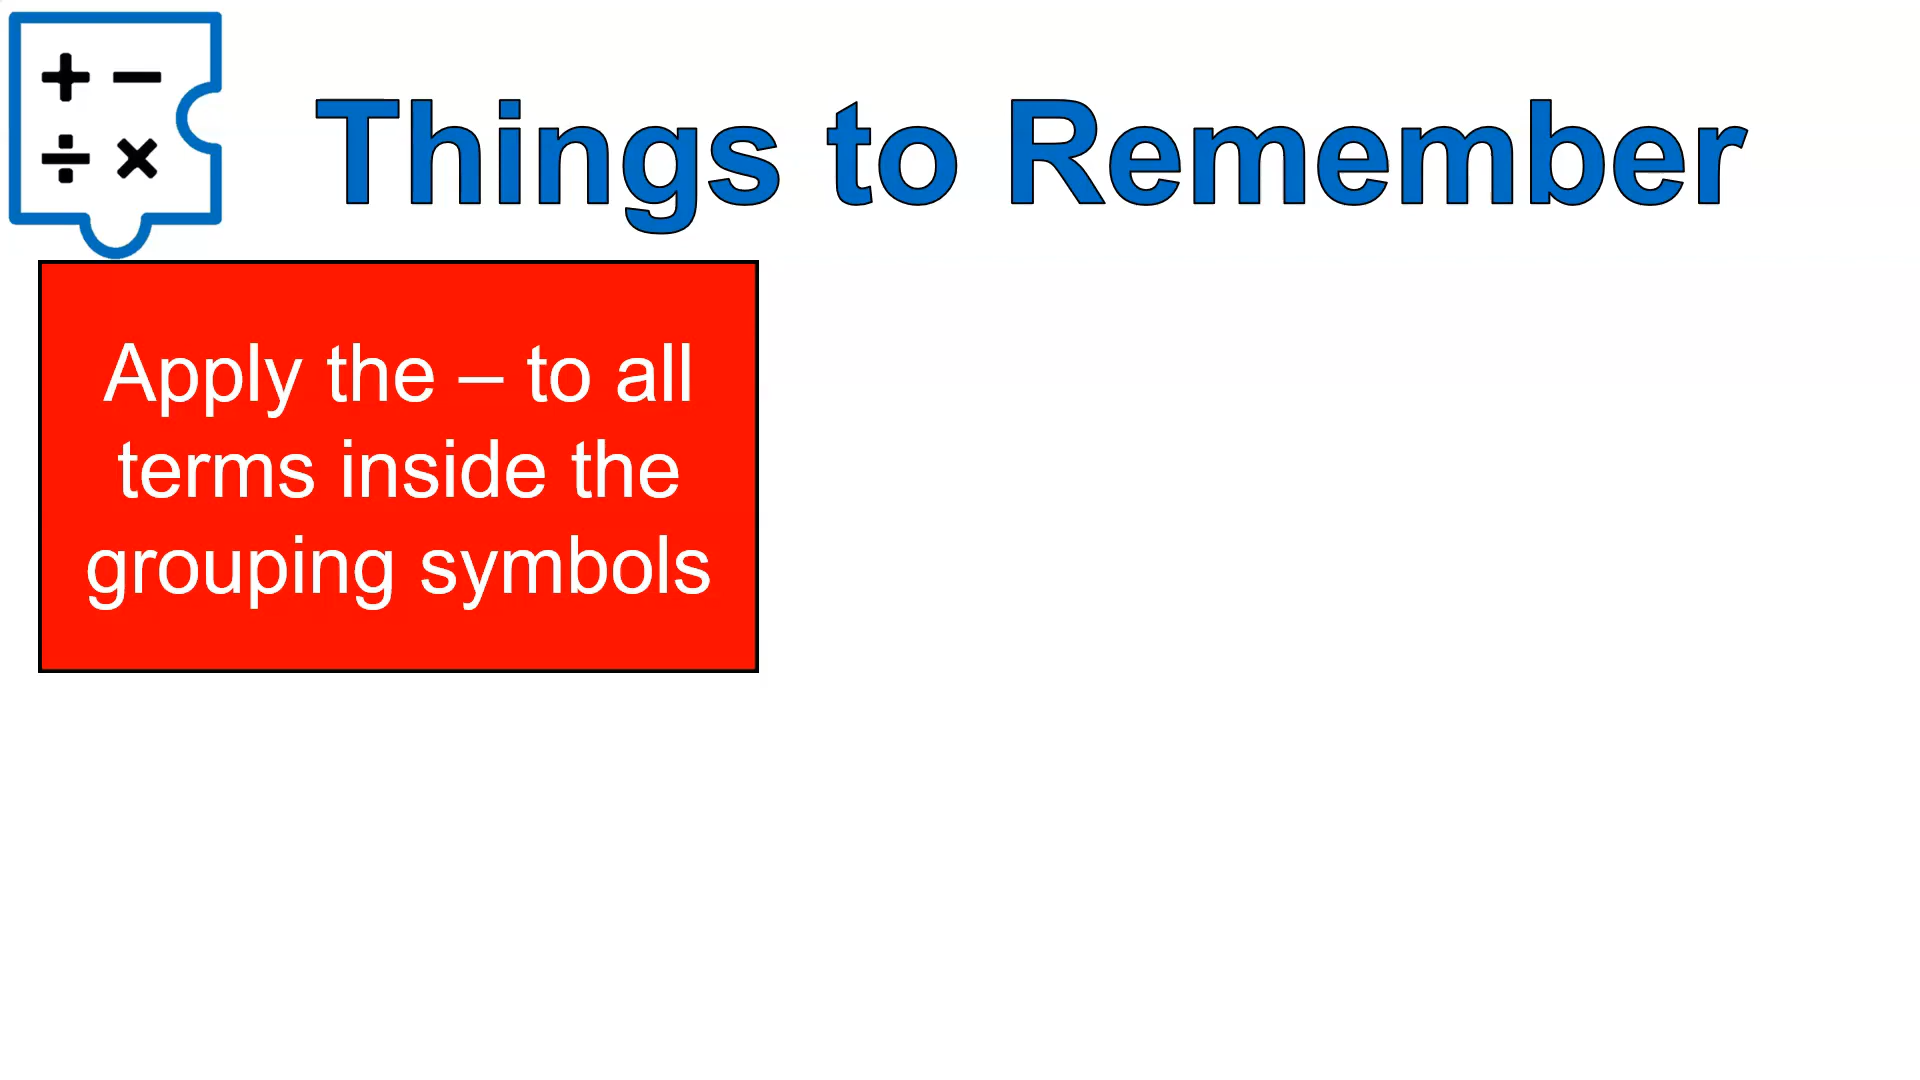 + −
÷ ×
Things to Remember
Apply the – to all
terms inside the
grouping symbols